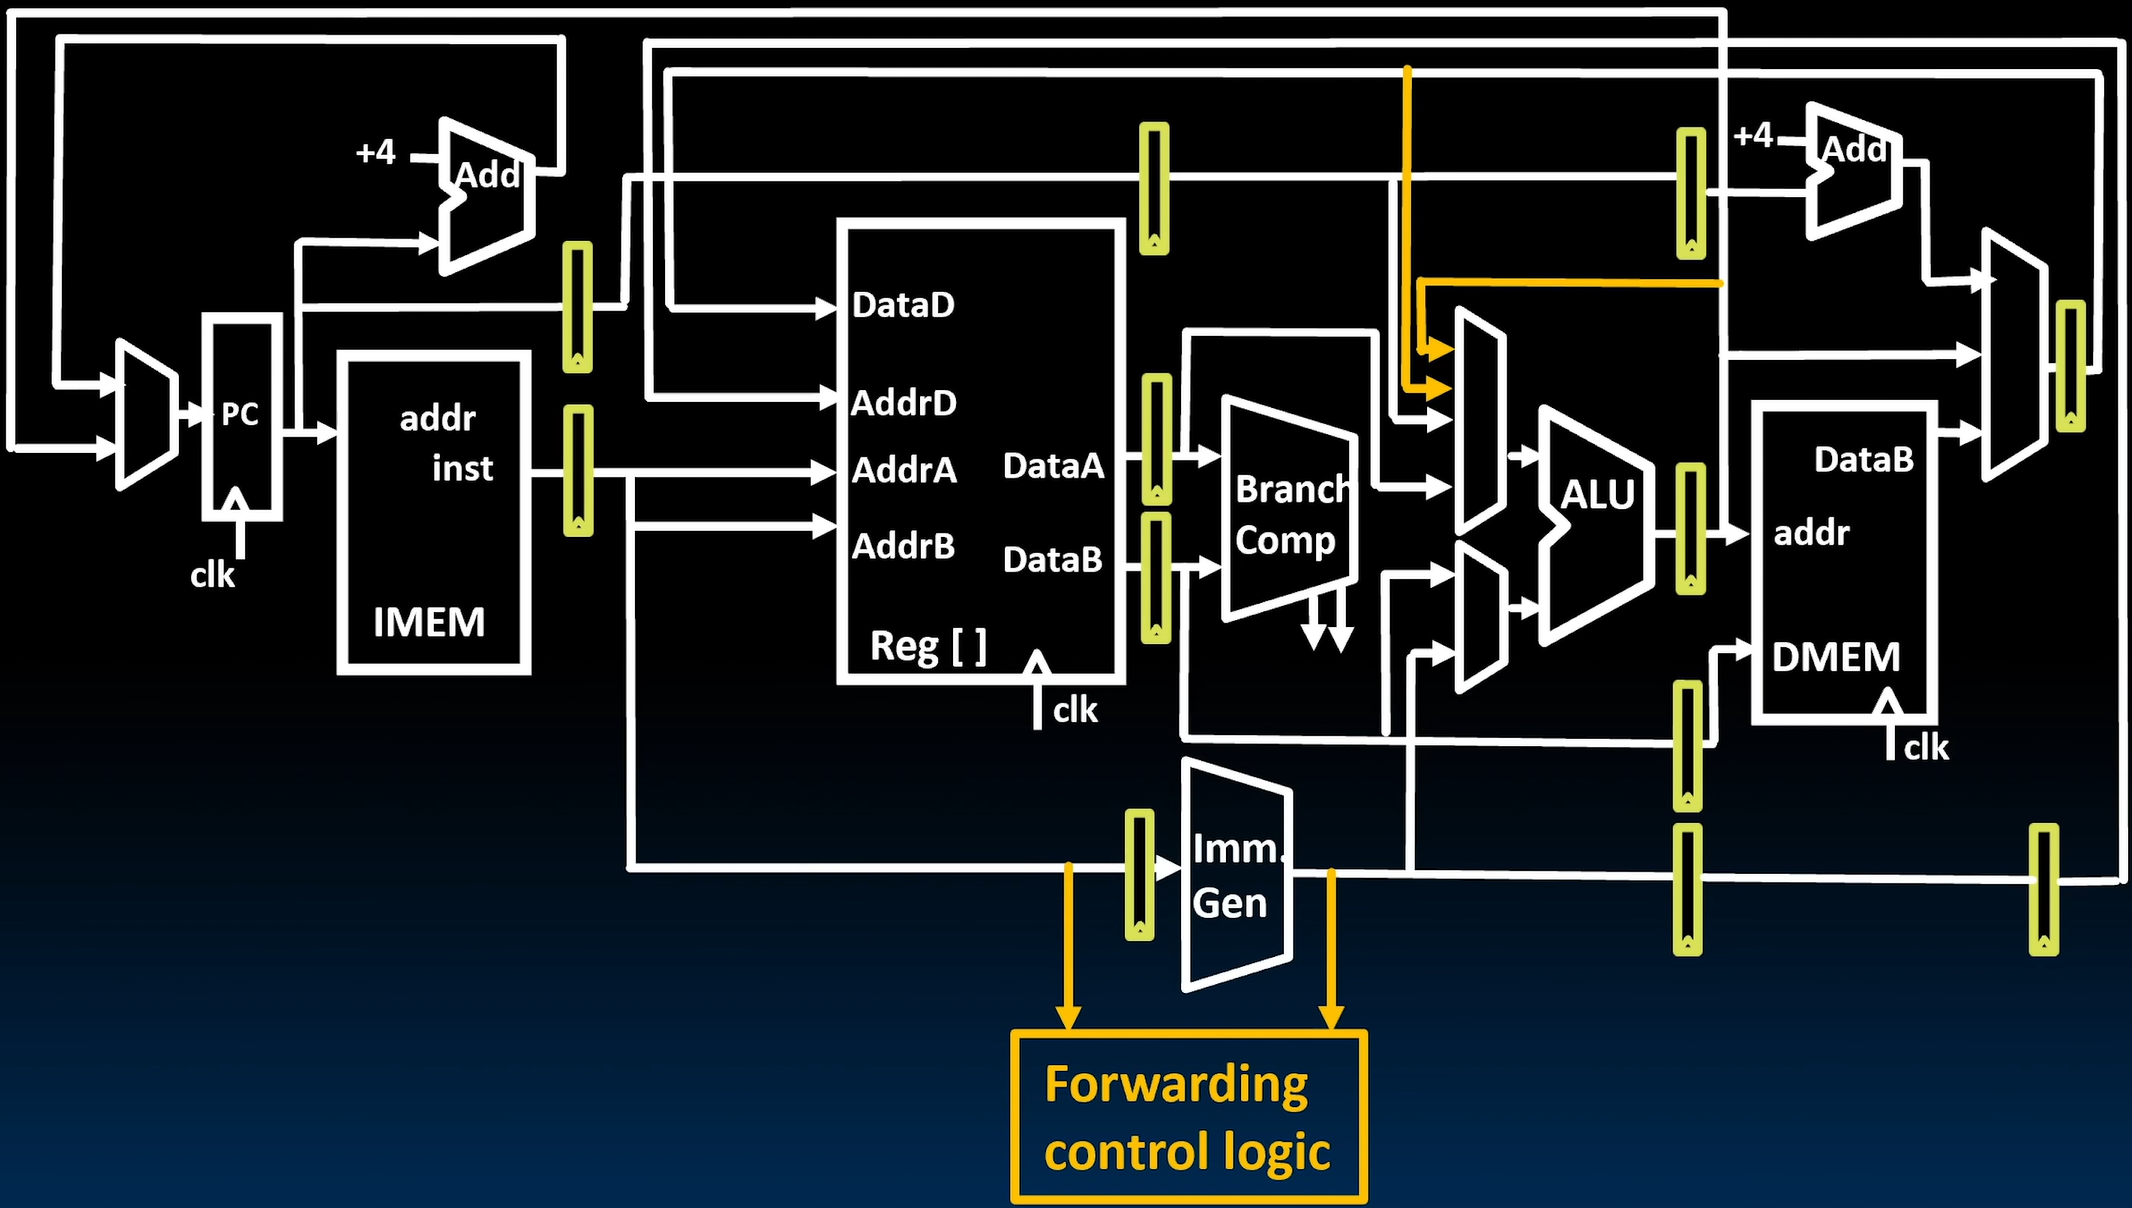 +4
Add
+4
Add
PC
clk
addr
inst
IMEM
DataD
AddrD
AddrA
AddrB
DataA
DataB
Reg [ ]
clk
Branch
Comp
ALU
DataB
addr
DMEM
clk
Imm.
Gen
Forwarding
control logic